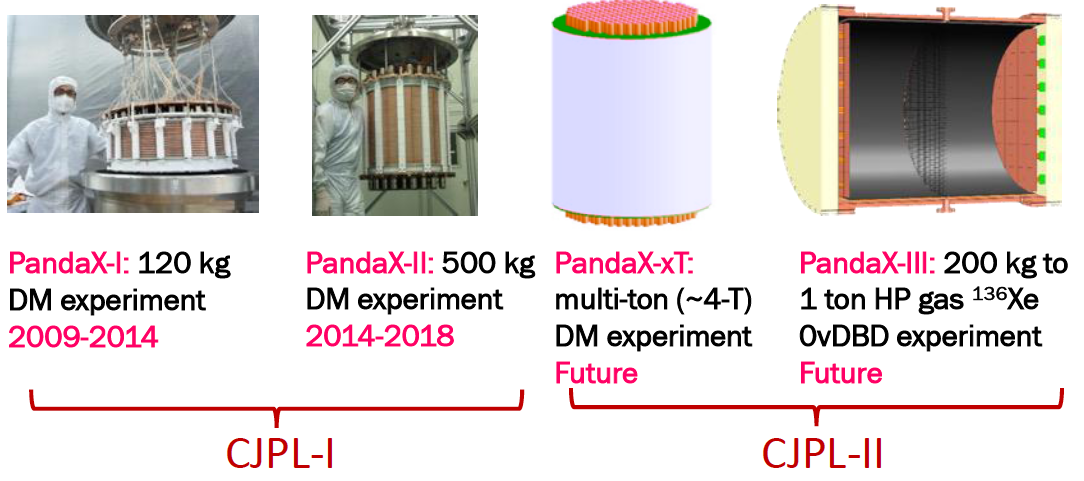 PandaX-I: 120 kg
DM experiment
2009-2014
PandaX-II: 500 kg
DM experiment
2014-2018
PandaX-xT:
multi-ton (~4-T)
DM experiment
Future
PandaX-III: 200 kg to
1 ton HP gas ¹³⁶Xe
0vDBD experiment
Future
CJPL-I
CJPL-II